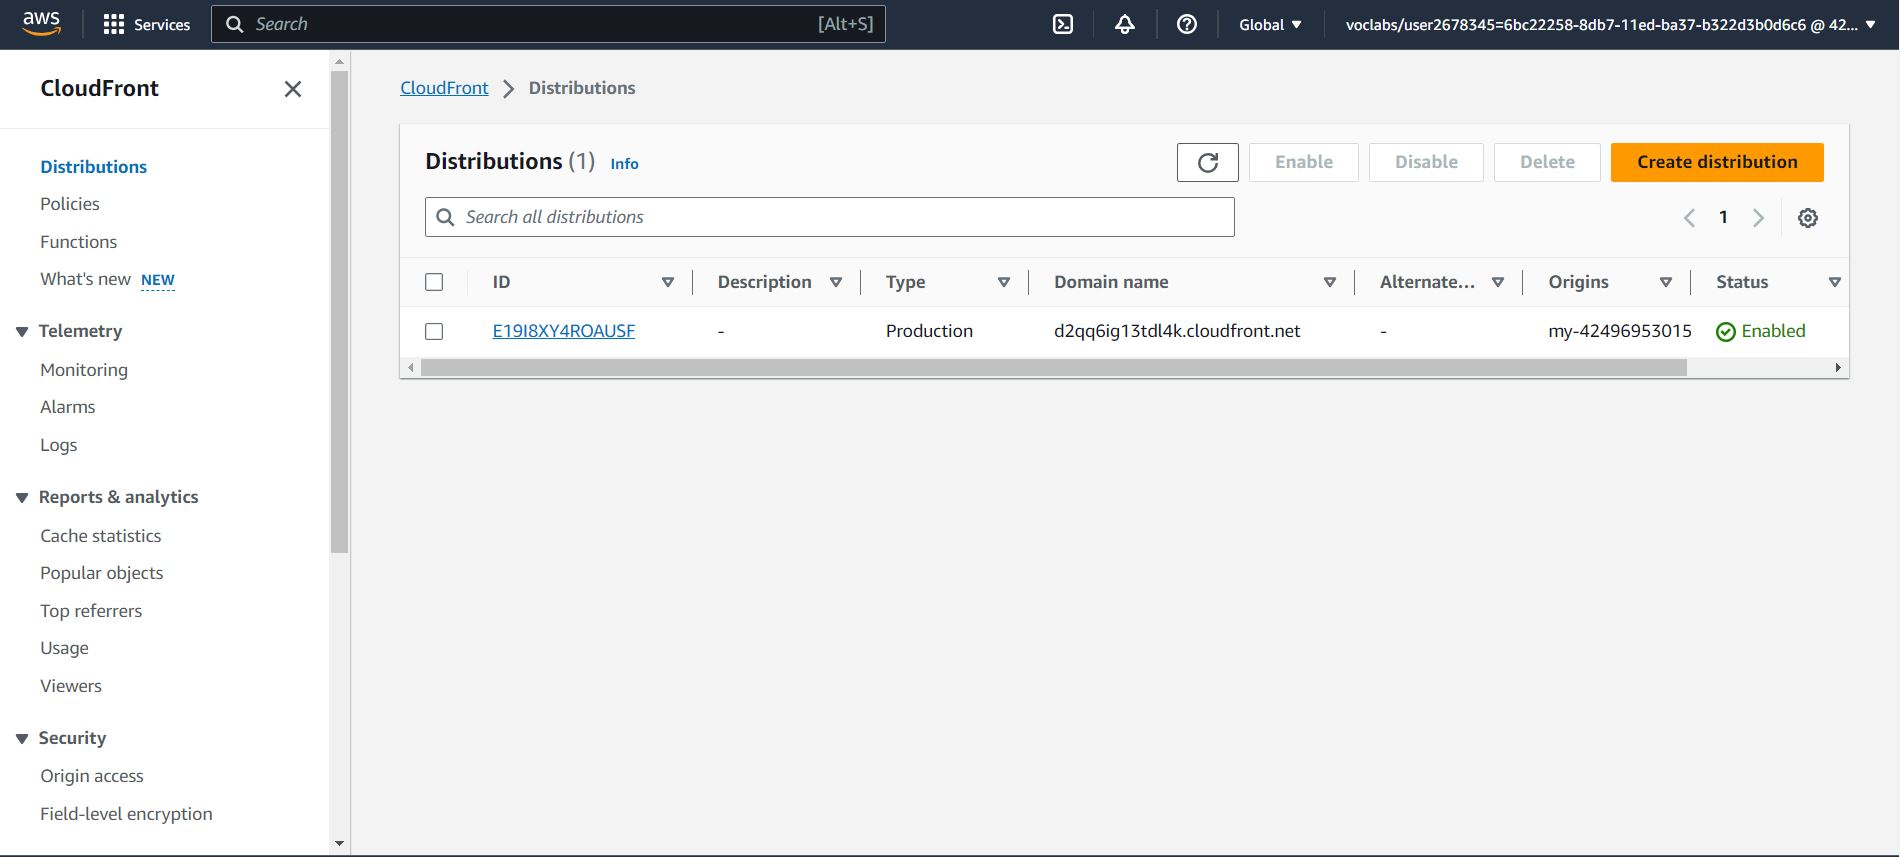 aws
Services
Search [Alt+S]
Global
voclabs/user2678345=6bc22258-8db7-11ed-ba37-b322d3b0d6c6 @ 42...
CloudFront
Distributions
Policies
Functions
What's new NEW
Telemetry
Monitoring
Alarms
Logs
Reports & analytics
Cache statistics
Popular objects
Top referrers
Usage
Viewers
Security
Origin access
Field-level encryption
CloudFront > Distributions
Distributions (1) Info
Enable
Disable
Delete
Create distribution
Search all distributions
1
ID Description Type Domain name Alternate... Origins Status
E19I8XY4ROAUSF - Production d2qq6ig13tdl4k.cloudfront.net - my-42496953015 Enabled